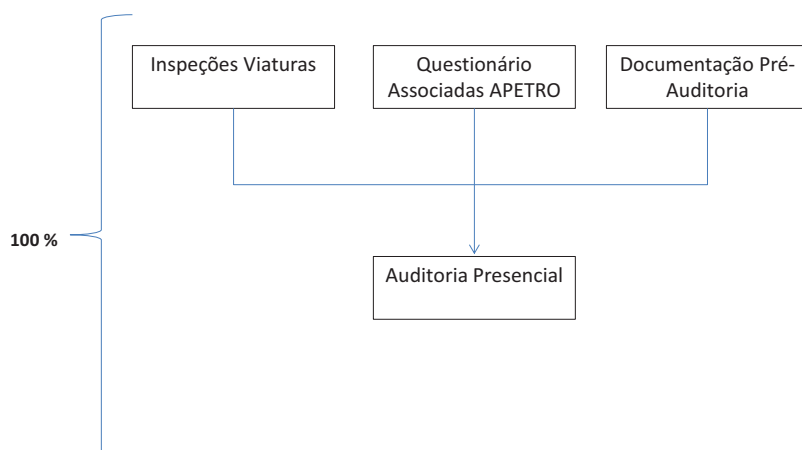 Inspeções Viaturas
Questionário
Associadas APETRO
Documentação Pré-
Auditoria
100 %
Auditoria Presencial